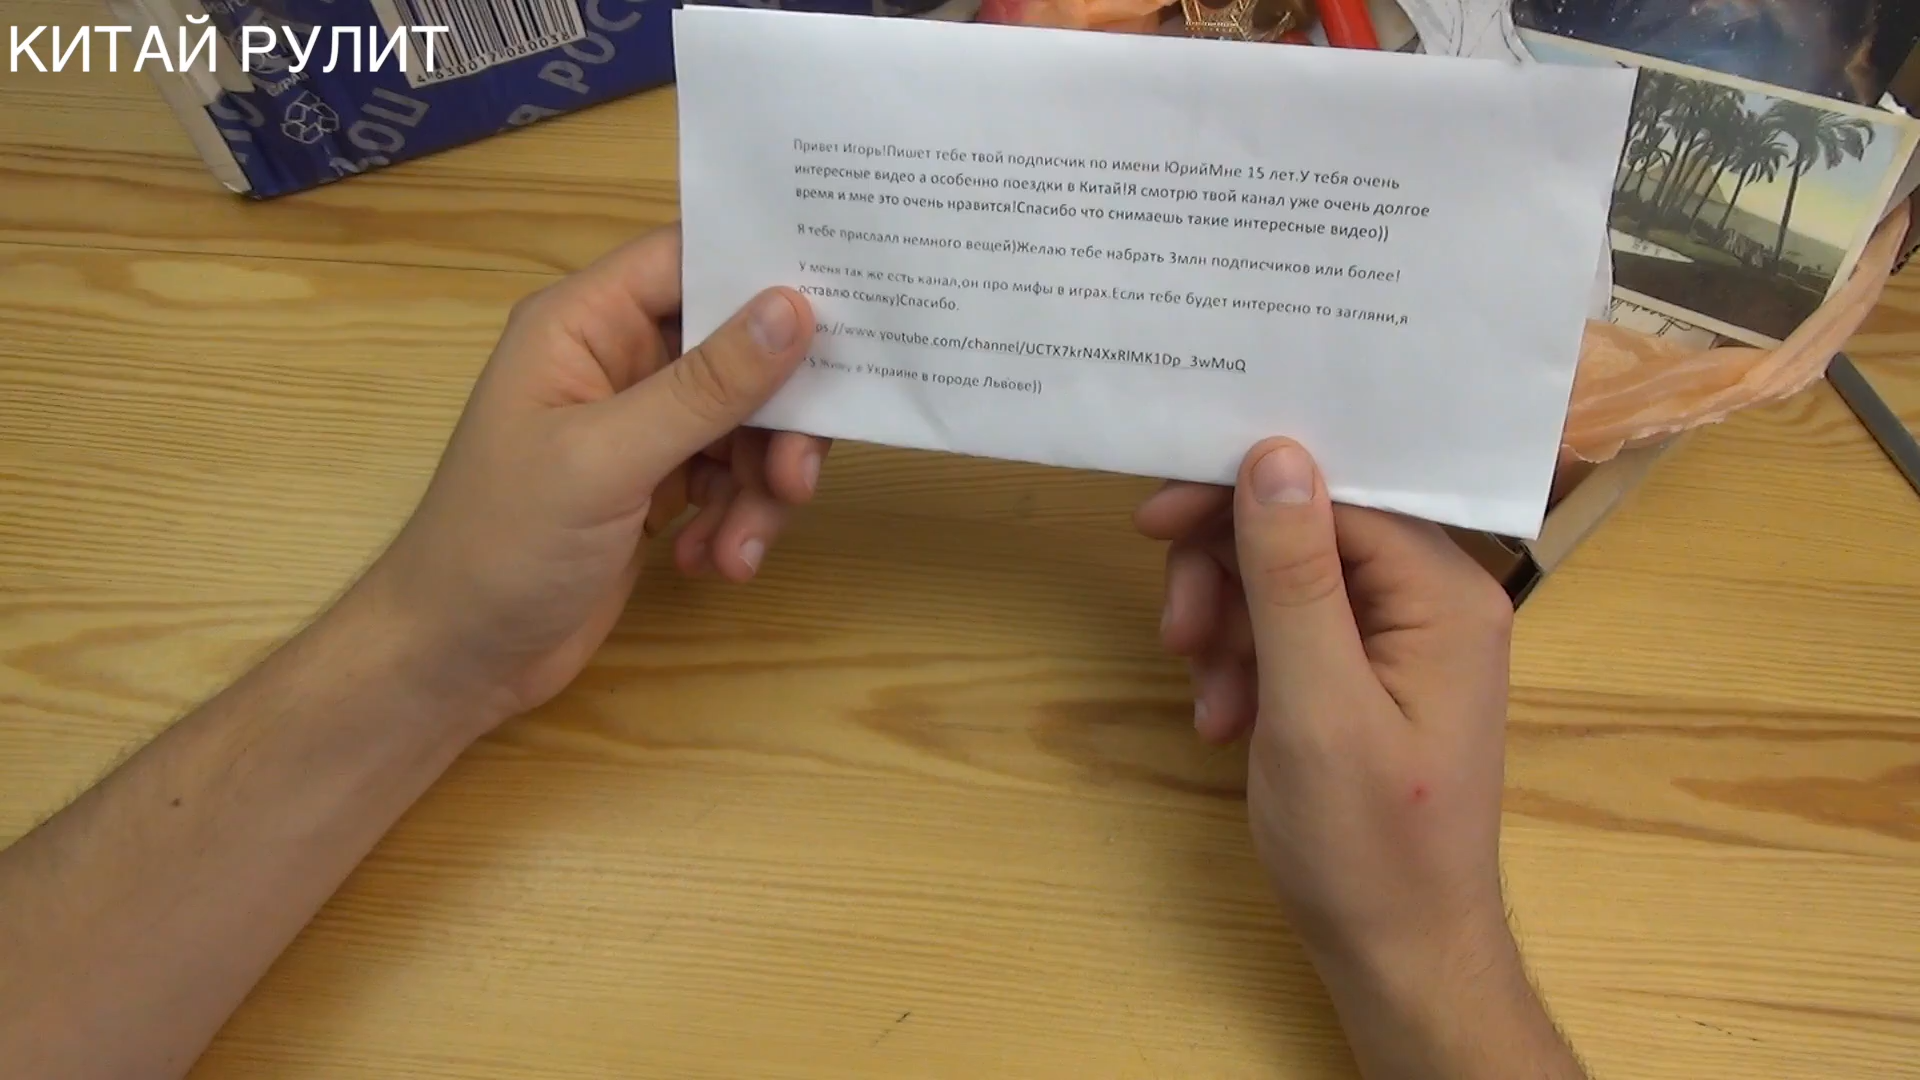 КИТАЙ РУЛИТ
4630017080038
Привет Игорь!Пишет тебе твой подписчик по имени ЮрийМне 15 лет.У тебя очень
интересные видео а особенно поездки в Китай!Я смотрю твой канал уже очень долгое
время и мне это очень нравится!Спасибо что снимаешь такие интересные видео))
Я тебе прислалл немного вещей)Желаю тебе набрать 3млн подписчиков или более!
У меня так же есть канал,он про мифы в играх.Если тебе будет интересно то загляни,я
оставлю ссылку)Спасибо.
ps://www.youtube.com/channel/UCTX7krN4XxRlMK1Dp_3wMuQ
Живу в Украине в городе Львове))